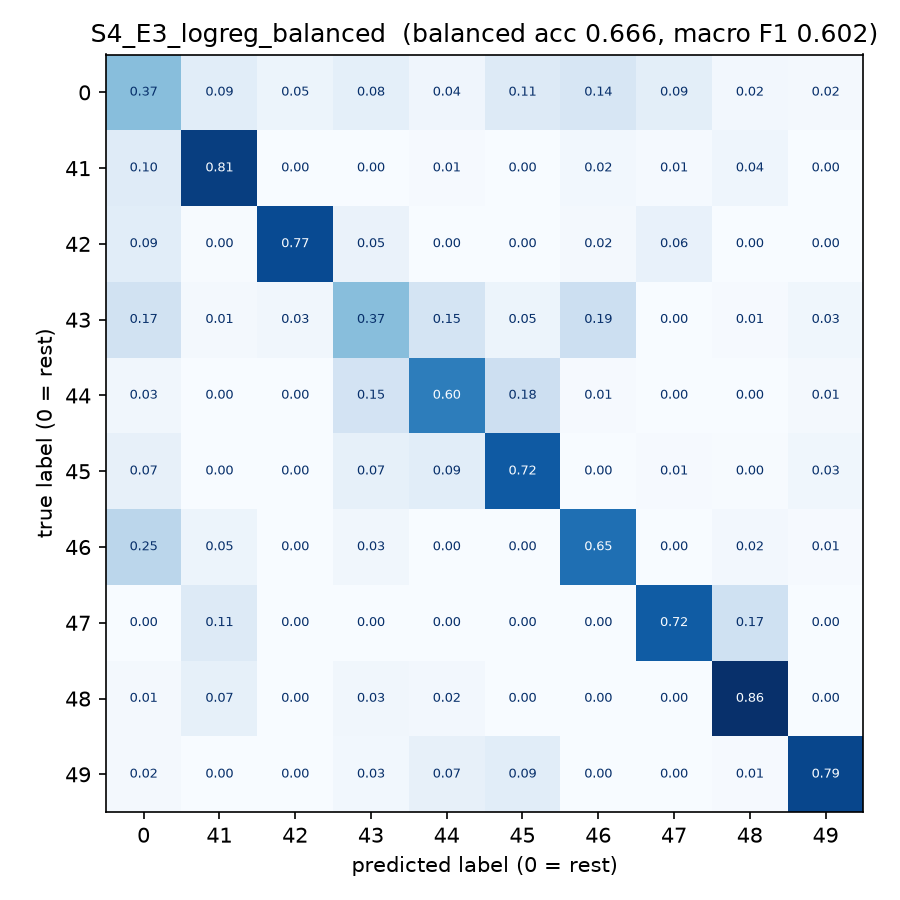 S4_E3_logreg_balanced (balanced acc 0.666, macro F1 0.602)
true label (0 = rest)
0 0.37 0.09 0.05 0.08 0.04 0.11 0.14 0.09 0.02 0.02
41 0.10 0.81 0.00 0.00 0.01 0.00 0.02 0.01 0.04 0.00
42 0.09 0.00 0.77 0.05 0.00 0.00 0.02 0.06 0.00 0.00
43 0.17 0.01 0.03 0.37 0.15 0.05 0.19 0.00 0.01 0.03
44 0.03 0.00 0.00 0.15 0.60 0.18 0.01 0.00 0.00 0.01
45 0.07 0.00 0.00 0.07 0.09 0.72 0.00 0.01 0.00 0.03
46 0.25 0.05 0.00 0.03 0.00 0.00 0.65 0.00 0.02 0.01
47 0.00 0.11 0.00 0.00 0.00 0.00 0.00 0.72 0.17 0.00
48 0.01 0.07 0.00 0.03 0.02 0.00 0.00 0.00 0.86 0.00
49 0.02 0.00 0.00 0.03 0.07 0.09 0.00 0.00 0.01 0.79
0 41 42 43 44 45 46 47 48 49
predicted label (0 = rest)